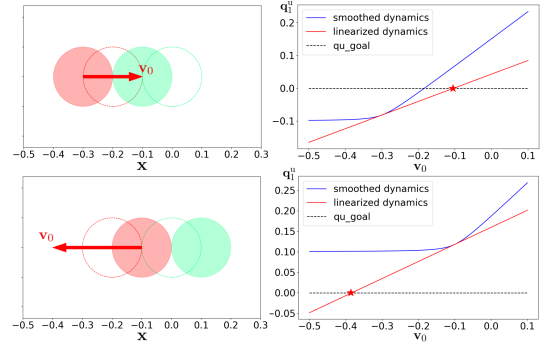 v₀
−0.5 −0.4 −0.3 −0.2 −0.1 0.0 0.1 0.2 0.3
x
q₁ᵘ
smoothed dynamics
linearized dynamics
qu_goal
0.2
0.1
0.0
−0.1
−0.5 −0.4 −0.3 −0.2 −0.1 0.0 0.1
v₀
v₀
−0.5 −0.4 −0.3 −0.2 −0.1 0.0 0.1 0.2 0.3
x
q₁ᵘ
smoothed dynamics
linearized dynamics
qu_goal
0.25
0.20
0.15
0.10
0.05
0.00
−0.05
−0.5 −0.4 −0.3 −0.2 −0.1 0.0 0.1
v₀